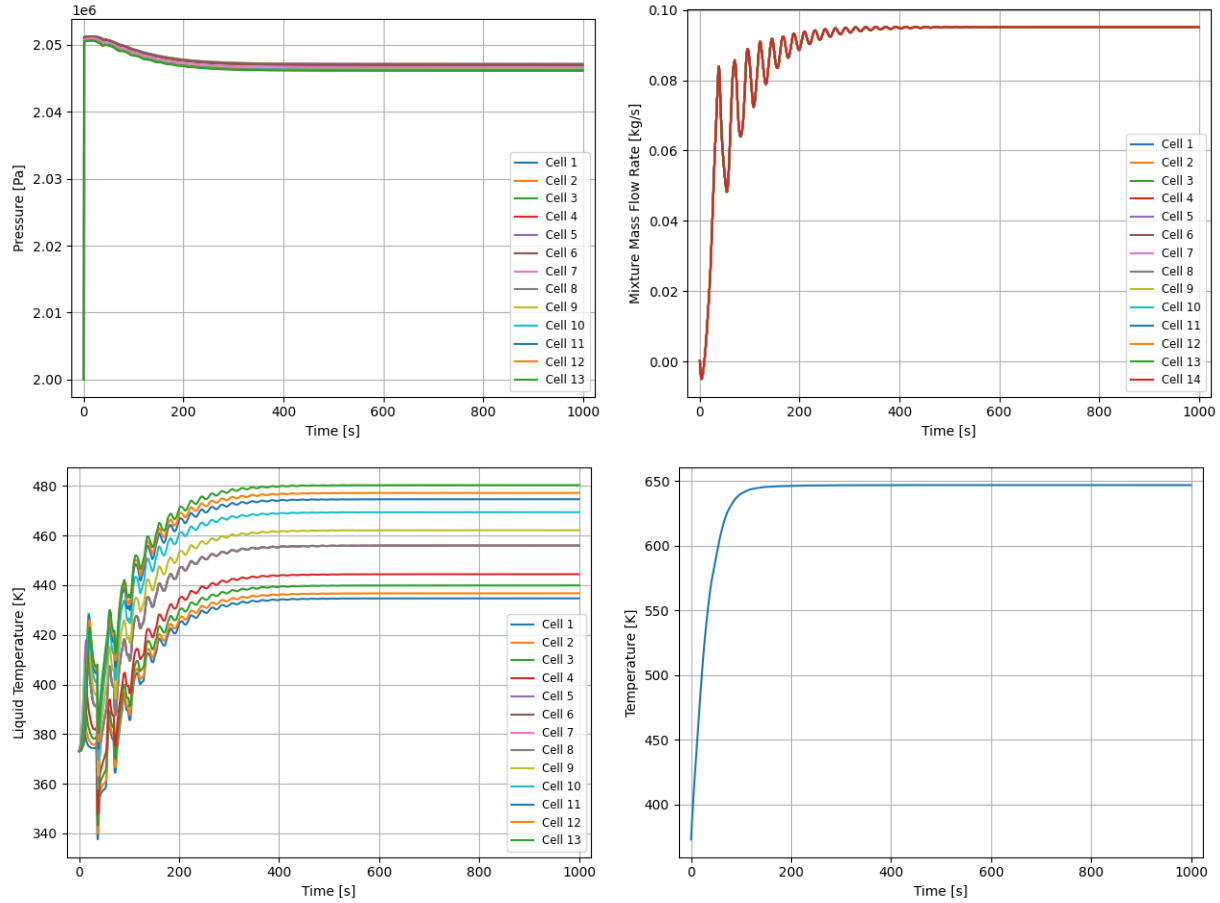 1e6
Pressure [Pa]
2.05
2.04
2.03
2.02
2.01
2.00
0
200
400
600
800
1000
Time [s]
Cell 1
Cell 2
Cell 3
Cell 4
Cell 5
Cell 6
Cell 7
Cell 8
Cell 9
Cell 10
Cell 11
Cell 12
Cell 13
Mixture Mass Flow Rate [kg/s]
0.10
0.08
0.06
0.04
0.02
0.00
0
200
400
600
800
1000
Time [s]
Cell 1
Cell 2
Cell 3
Cell 4
Cell 5
Cell 6
Cell 7
Cell 8
Cell 9
Cell 10
Cell 11
Cell 12
Cell 13
Cell 14
Liquid Temperature [K]
480
460
440
420
400
380
360
340
0
200
400
600
800
1000
Time [s]
Cell 1
Cell 2
Cell 3
Cell 4
Cell 5
Cell 6
Cell 7
Cell 8
Cell 9
Cell 10
Cell 11
Cell 12
Cell 13
Temperature [K]
650
600
550
500
450
400
0
200
400
600
800
1000
Time [s]